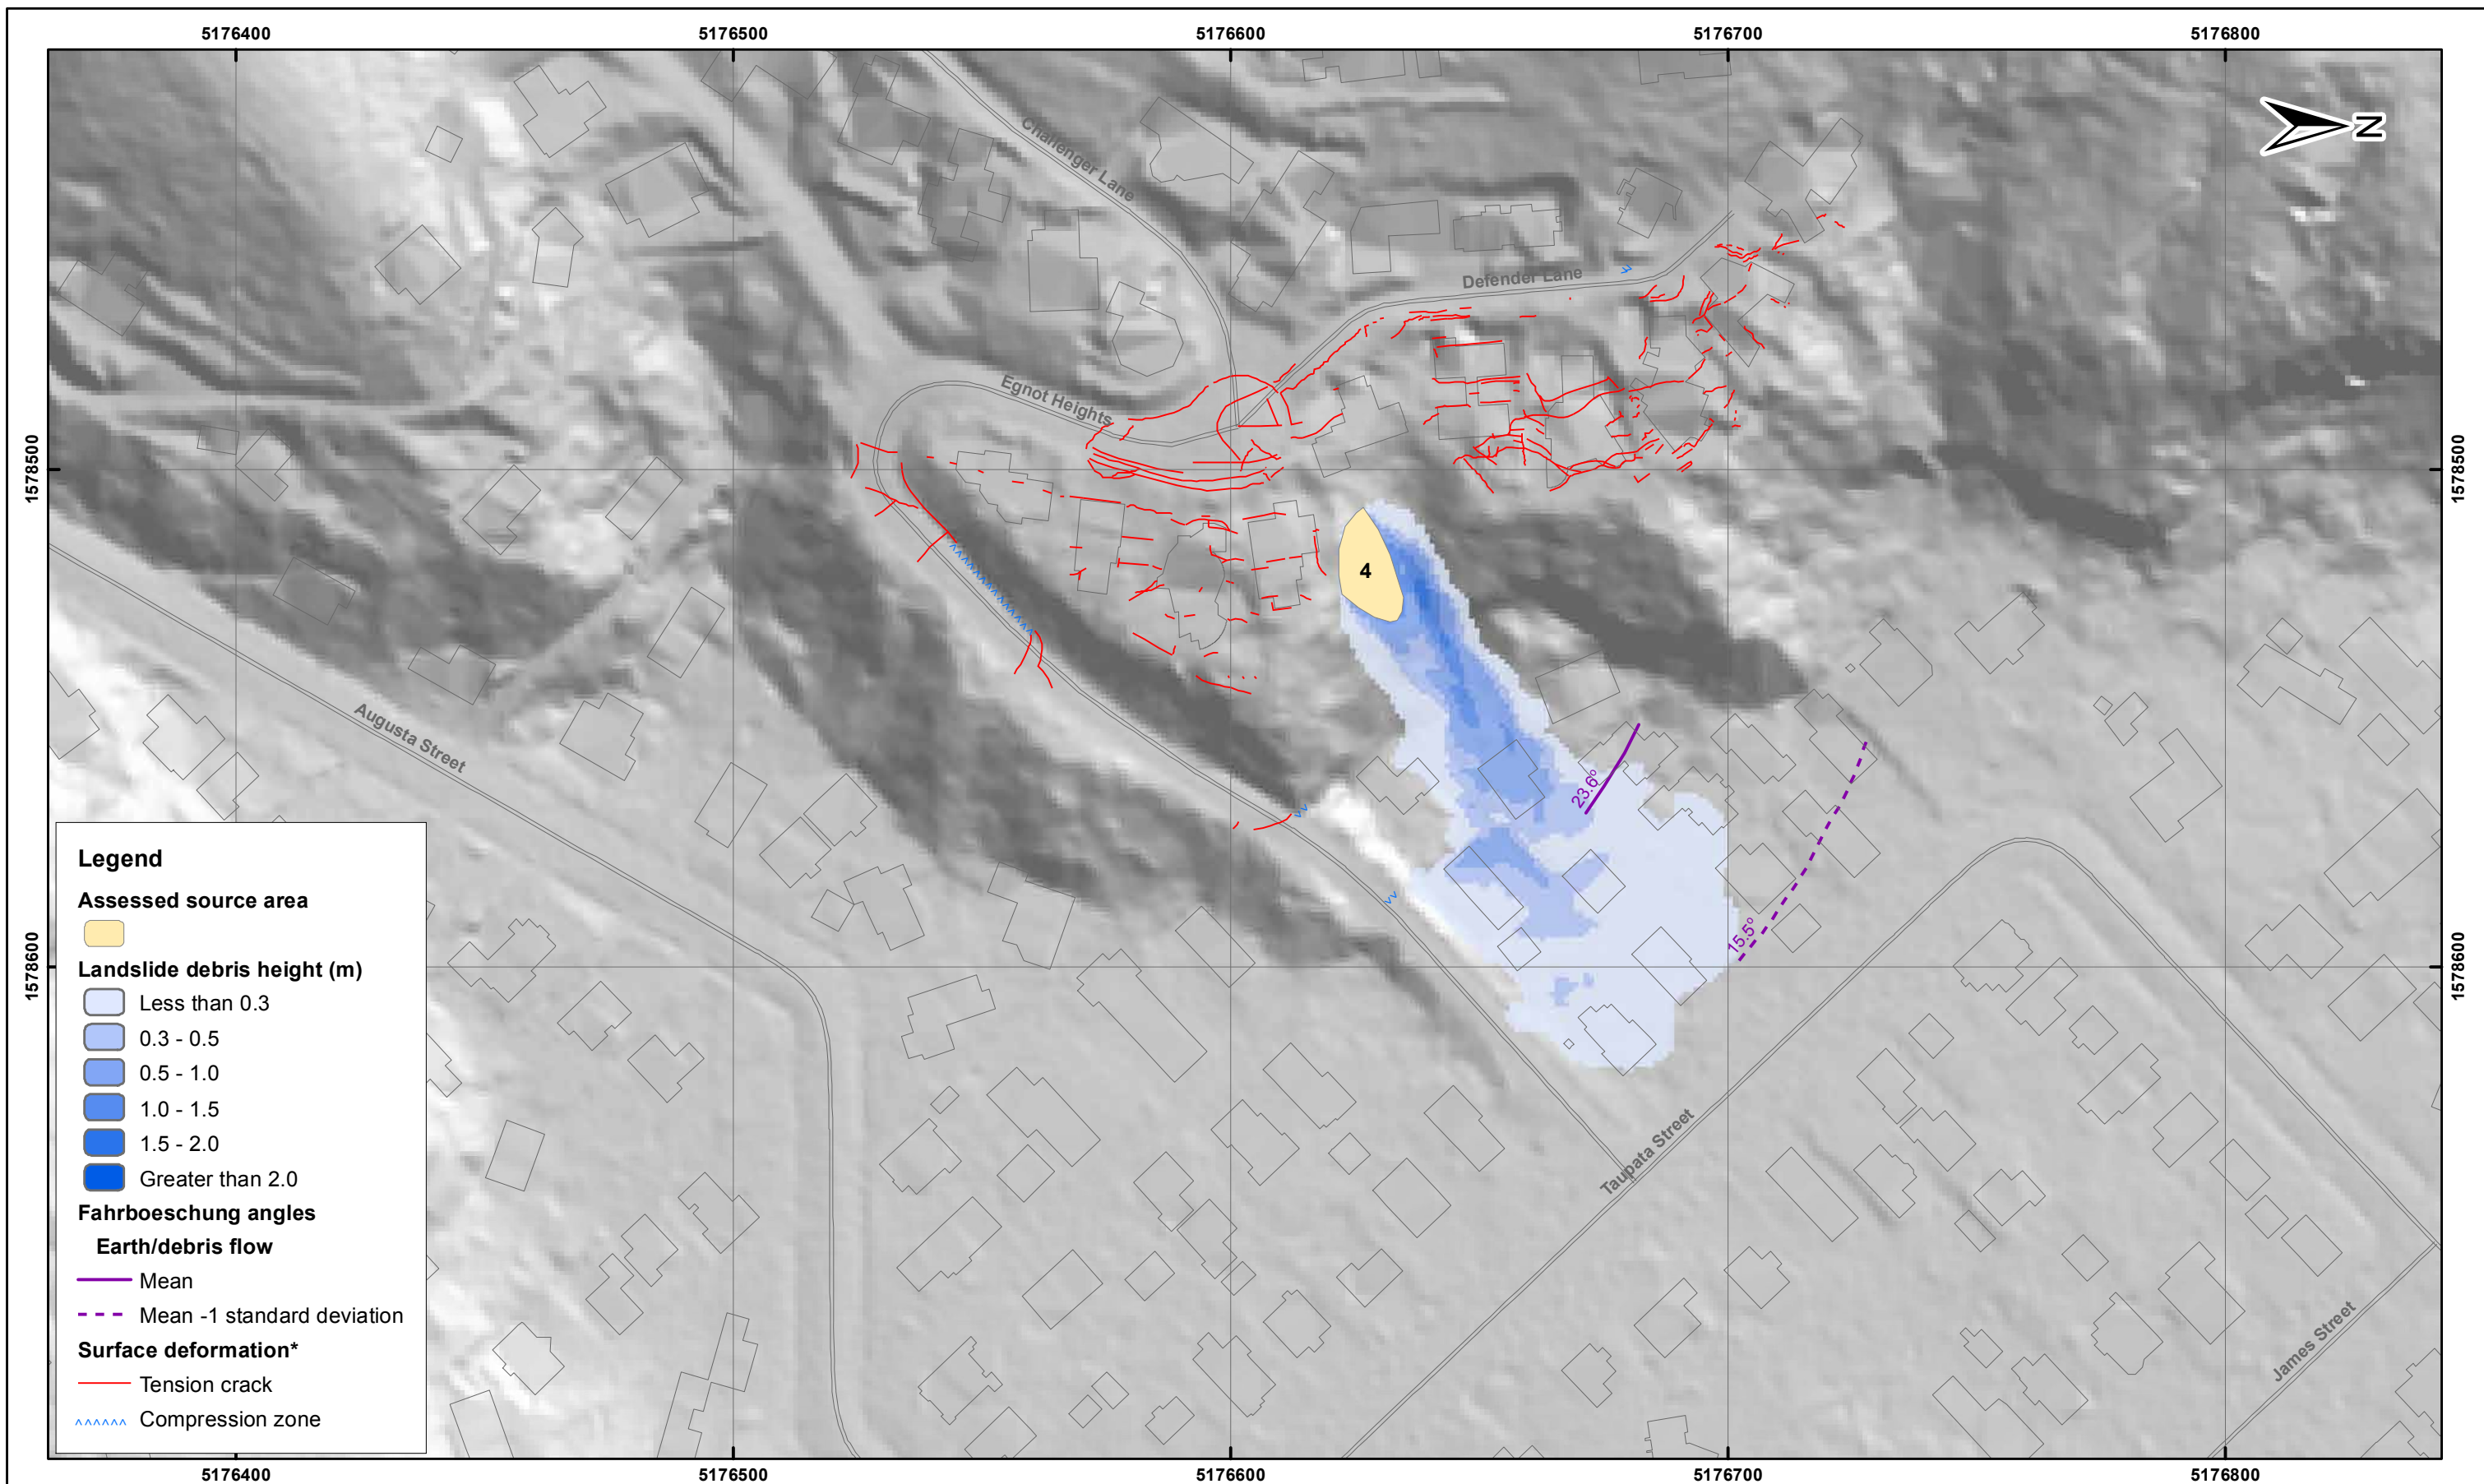 5176400 5176500 5176600 5176700 5176800
N
Challenger Lane
Defender Lane
Egnot Heights
1578500 1578500
4
Augusta Street
23.6°
15.5°
1578600 1578600
Taupata Street
James Street
Legend
Assessed source area
Landslide debris height (m)
Less than 0.3
0.3 - 0.5
0.5 - 1.0
1.0 - 1.5
1.5 - 2.0
Greater than 2.0
Fahrboeschung angles
Earth/debris flow
Mean
Mean -1 standard deviation
Surface deformation*
Tension crack
Compression zone
5176400 5176500 5176600 5176700 5176800